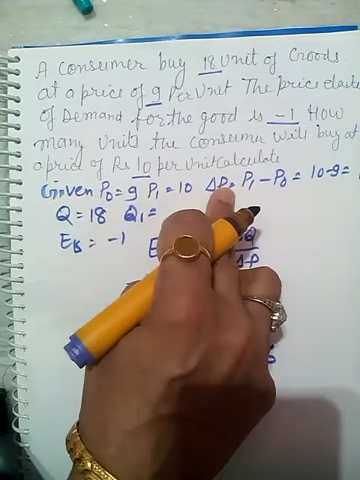 A Consumer buy 18 Unit of Goods
at a price of 9 Per Unit The price elastic
of Demand for the good is -1 How
many Units the Consumer will buy at
a price of Rs 10 per unit Calculate
Given P0 = 9 P1 = 10 ΔP = P1 - P0 = 10-9 =
Q = 18 Q1 =
= -1
ΔP